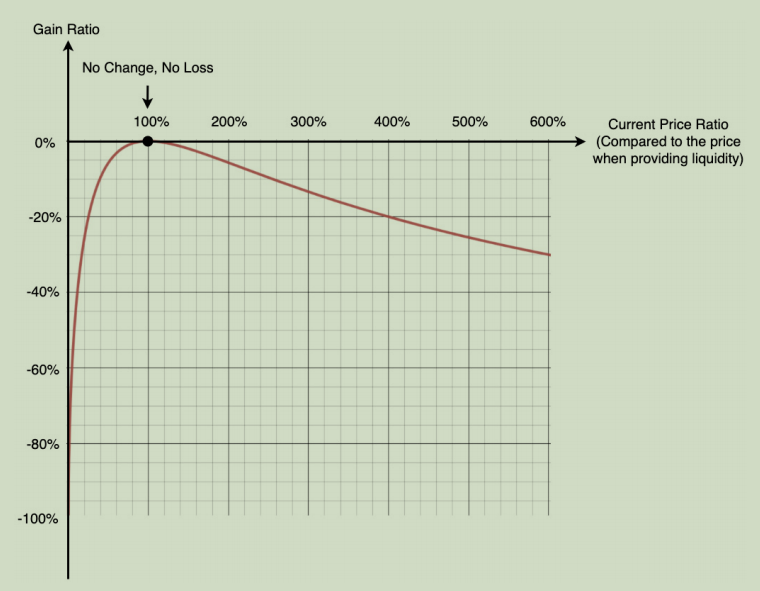 Gain Ratio
No Change, No Loss
100% 200% 300% 400% 500% 600%
Current Price Ratio
(Compared to the price
when providing liquidity)
0%
-20%
-40%
-60%
-80%
-100%